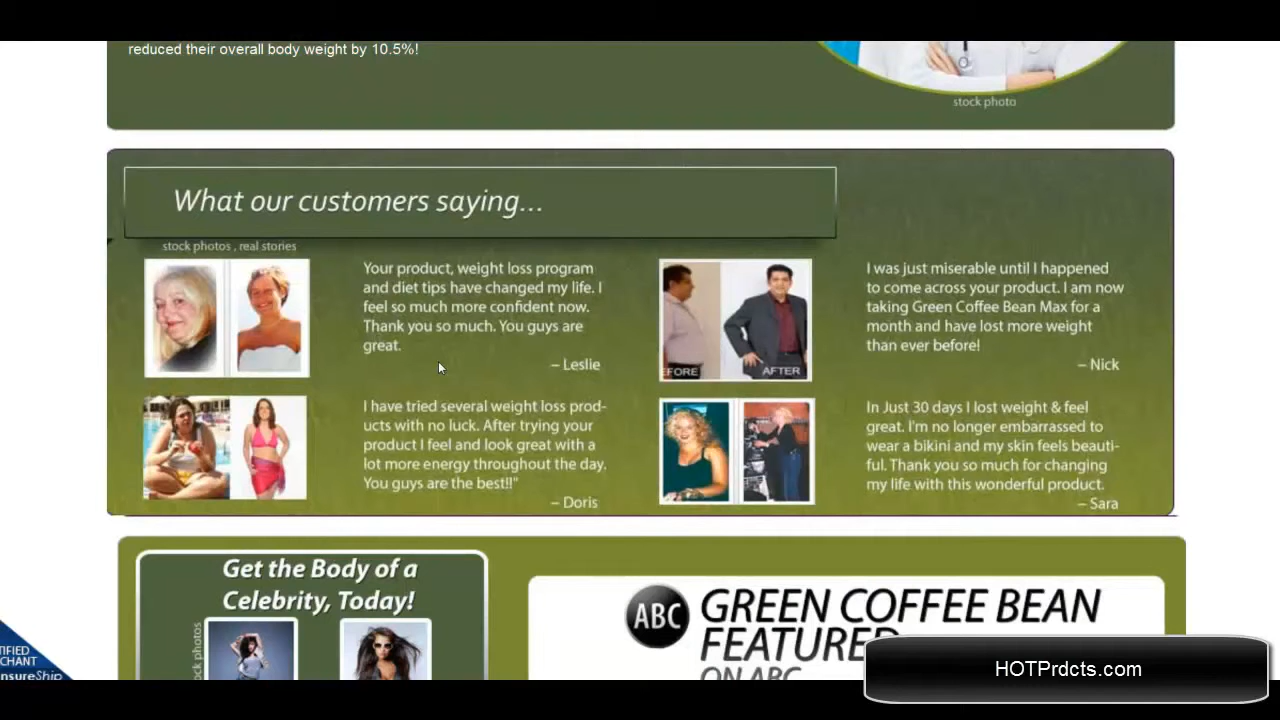 reduced their overall body weight by 10.5%!
stock photo
What our customers saying...
stock photos , real stories
Your product, weight loss program
and diet tips have changed my life. I
feel so much more confident now.
Thank you so much. You guys are
great.
– Leslie
EFORE
AFTER
I was just miserable until I happened
to come across your product. I am now
taking Green Coffee Bean Max for a
month and have lost more weight
than ever before!
– Nick
I have tried several weight loss prod-
ucts with no luck. After trying your
product I feel and look great with a
lot more energy throughout the day.
You guys are the best!!"
– Doris
In Just 30 days I lost weight & feel
great. I'm no longer embarrassed to
wear a bikini and my skin feels beauti-
ful. Thank you so much for changing
my life with this wonderful product.
– Sara
Get the Body of a
Celebrity, Today!
ock photos
ABC
GREEN COFFEE BEAN
FEATURED
ON ABC
TIFIED
RCHANT
nsureShip
HOTPrdcts.com